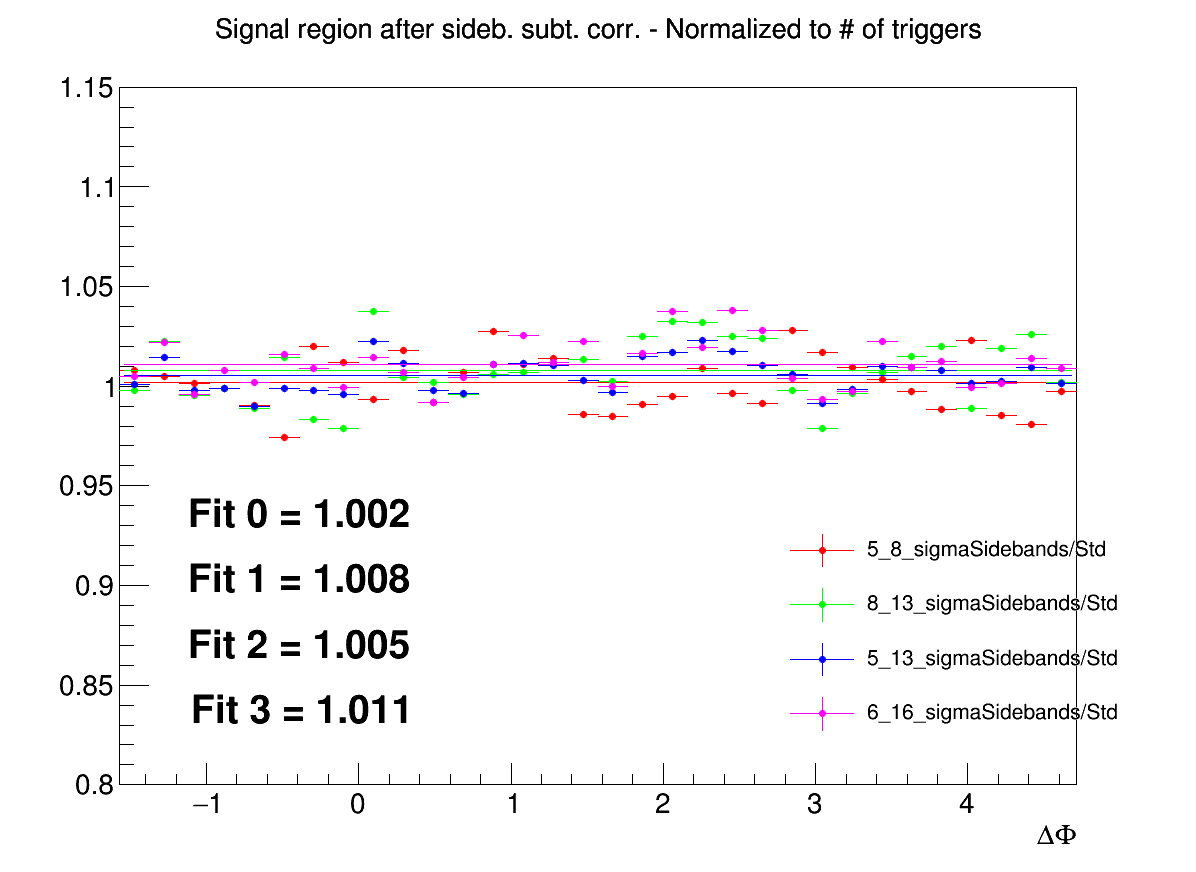 Signal region after sideb. subt. corr. - Normalized to # of triggers
1.15
1.1
1.05
1
0.95
0.9
0.85
0.8
Fit 0 = 1.002
Fit 1 = 1.008
Fit 2 = 1.005
Fit 3 = 1.011
5_8_sigmaSidebands/Std
8_13_sigmaSidebands/Std
5_13_sigmaSidebands/Std
6_16_sigmaSidebands/Std
−1 0 1 2 3 4
ΔΦ